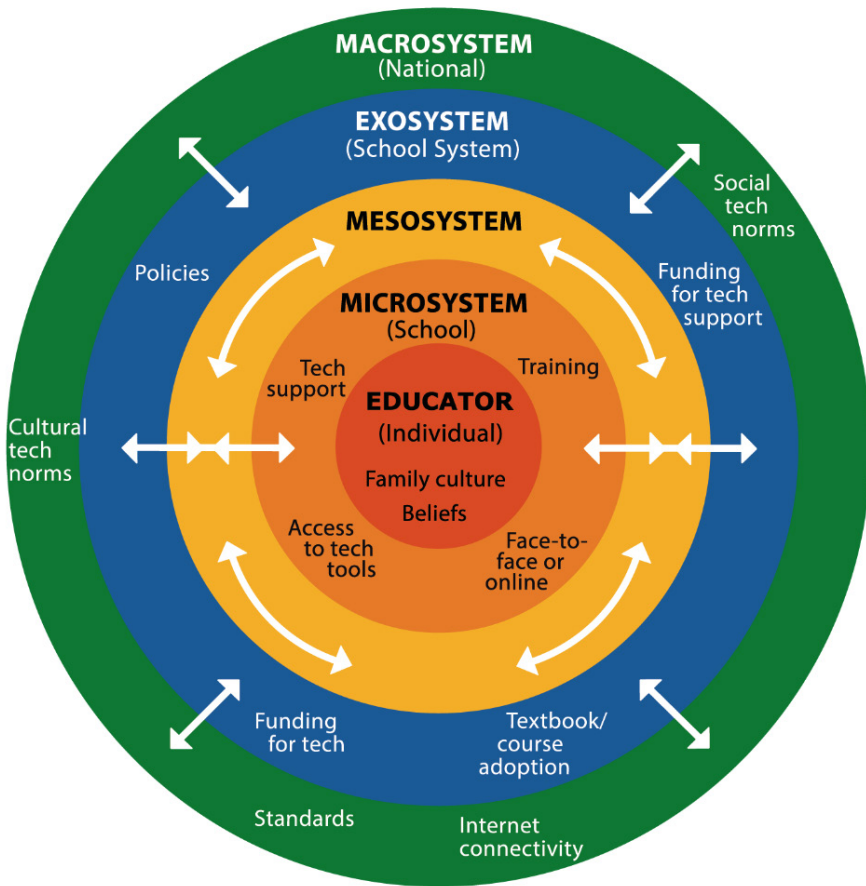 MACROSYSTEM
(National)
EXOSYSTEM
(School System)
Social
tech
norms
MESOSYSTEM
Policies
Funding
for tech
support
MICROSYSTEM
(School)
Tech
support
Training
EDUCATOR
(Individual)
Cultural
tech
norms
Family culture
Beliefs
Access
to tech
tools
Face-to-
face or
online
Funding
for tech
Textbook/
course
adoption
Standards
Internet
connectivity